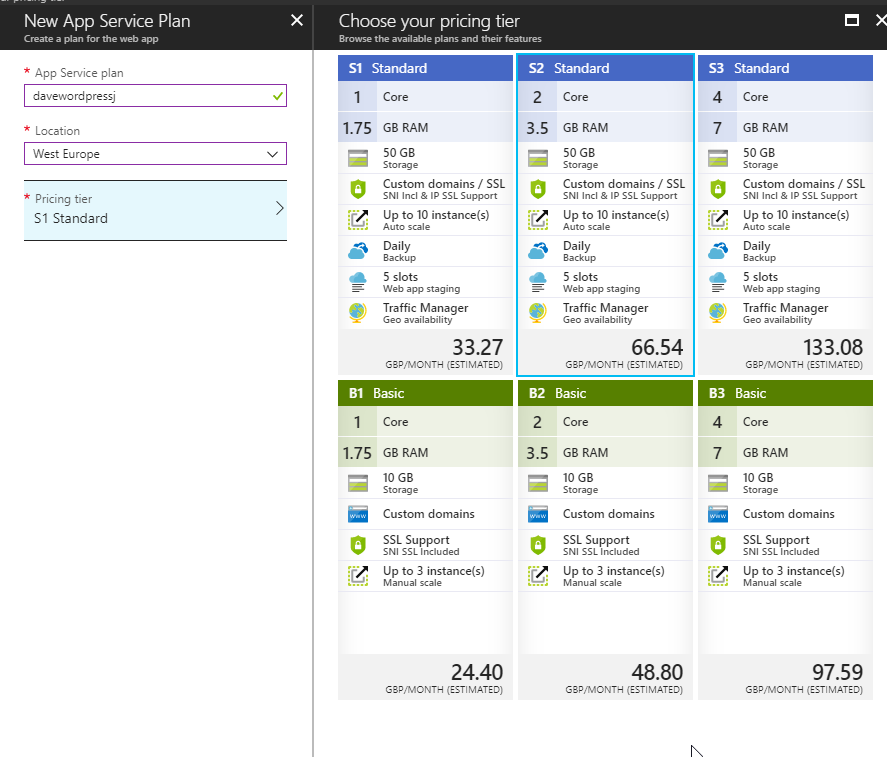 New App Service Plan
Create a plan for the web app
* App Service plan
davewordpressj
* Location
West Europe
* Pricing tier
S1 Standard
Choose your pricing tier
Browse the available plans and their features
S1 Standard
1 Core
1.75 GB RAM
50 GB
Storage
Custom domains / SSL
SNI Incl & IP SSL Support
Up to 10 instance(s)
Auto scale
Daily
Backup
5 slots
Web app staging
Traffic Manager
Geo availability
33.27
GBP/MONTH (ESTIMATED)
S2 Standard
2 Core
3.5 GB RAM
50 GB
Storage
Custom domains / SSL
SNI Incl & IP SSL Support
Up to 10 instance(s)
Auto scale
Daily
Backup
5 slots
Web app staging
Traffic Manager
Geo availability
66.54
GBP/MONTH (ESTIMATED)
S3 Standard
4 Core
7 GB RAM
50 GB
Storage
Custom domains / SSL
SNI Incl & IP SSL Support
Up to 10 instance(s)
Auto scale
Daily
Backup
5 slots
Web app staging
Traffic Manager
Geo availability
133.08
GBP/MONTH (ESTIMATED)
B1 Basic
1 Core
1.75 GB RAM
10 GB
Storage
www
Custom domains
SSL Support
SNI SSL Included
Up to 3 instance(s)
Manual scale
24.40
GBP/MONTH (ESTIMATED)
B2 Basic
2 Core
3.5 GB RAM
10 GB
Storage
www
Custom domains
SSL Support
SNI SSL Included
Up to 3 instance(s)
Manual scale
48.80
GBP/MONTH (ESTIMATED)
B3 Basic
4 Core
7 GB RAM
10 GB
Storage
www
Custom domains
SSL Support
SNI SSL Included
Up to 3 instance(s)
Manual scale
97.59
GBP/MONTH (ESTIMATED)